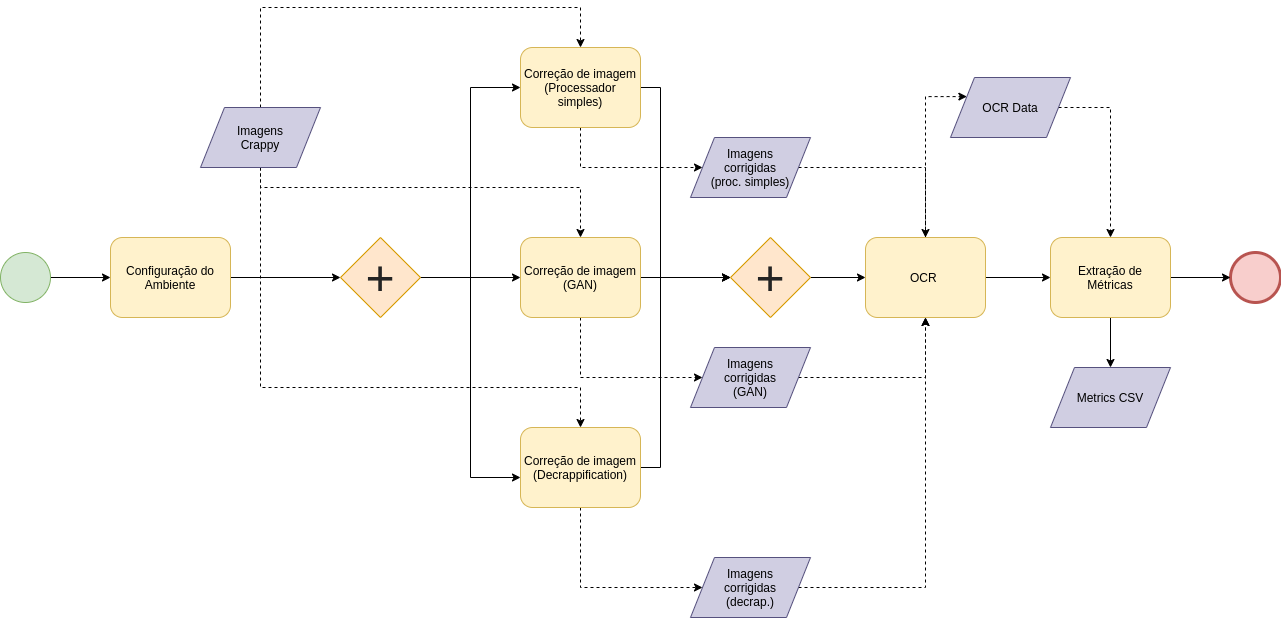 Correção de imagem
(Processador
simples)
Imagens
Crappy
OCR Data
Imagens
corrigidas
(proc. simples)
Configuração do
Ambiente
+
Correção de imagem
(GAN)
+
OCR
Extração de
Métricas
Imagens
corrigidas
(GAN)
Metrics CSV
Correção de imagem
(Decrappification)
Imagens
corrigidas
(decrap.)